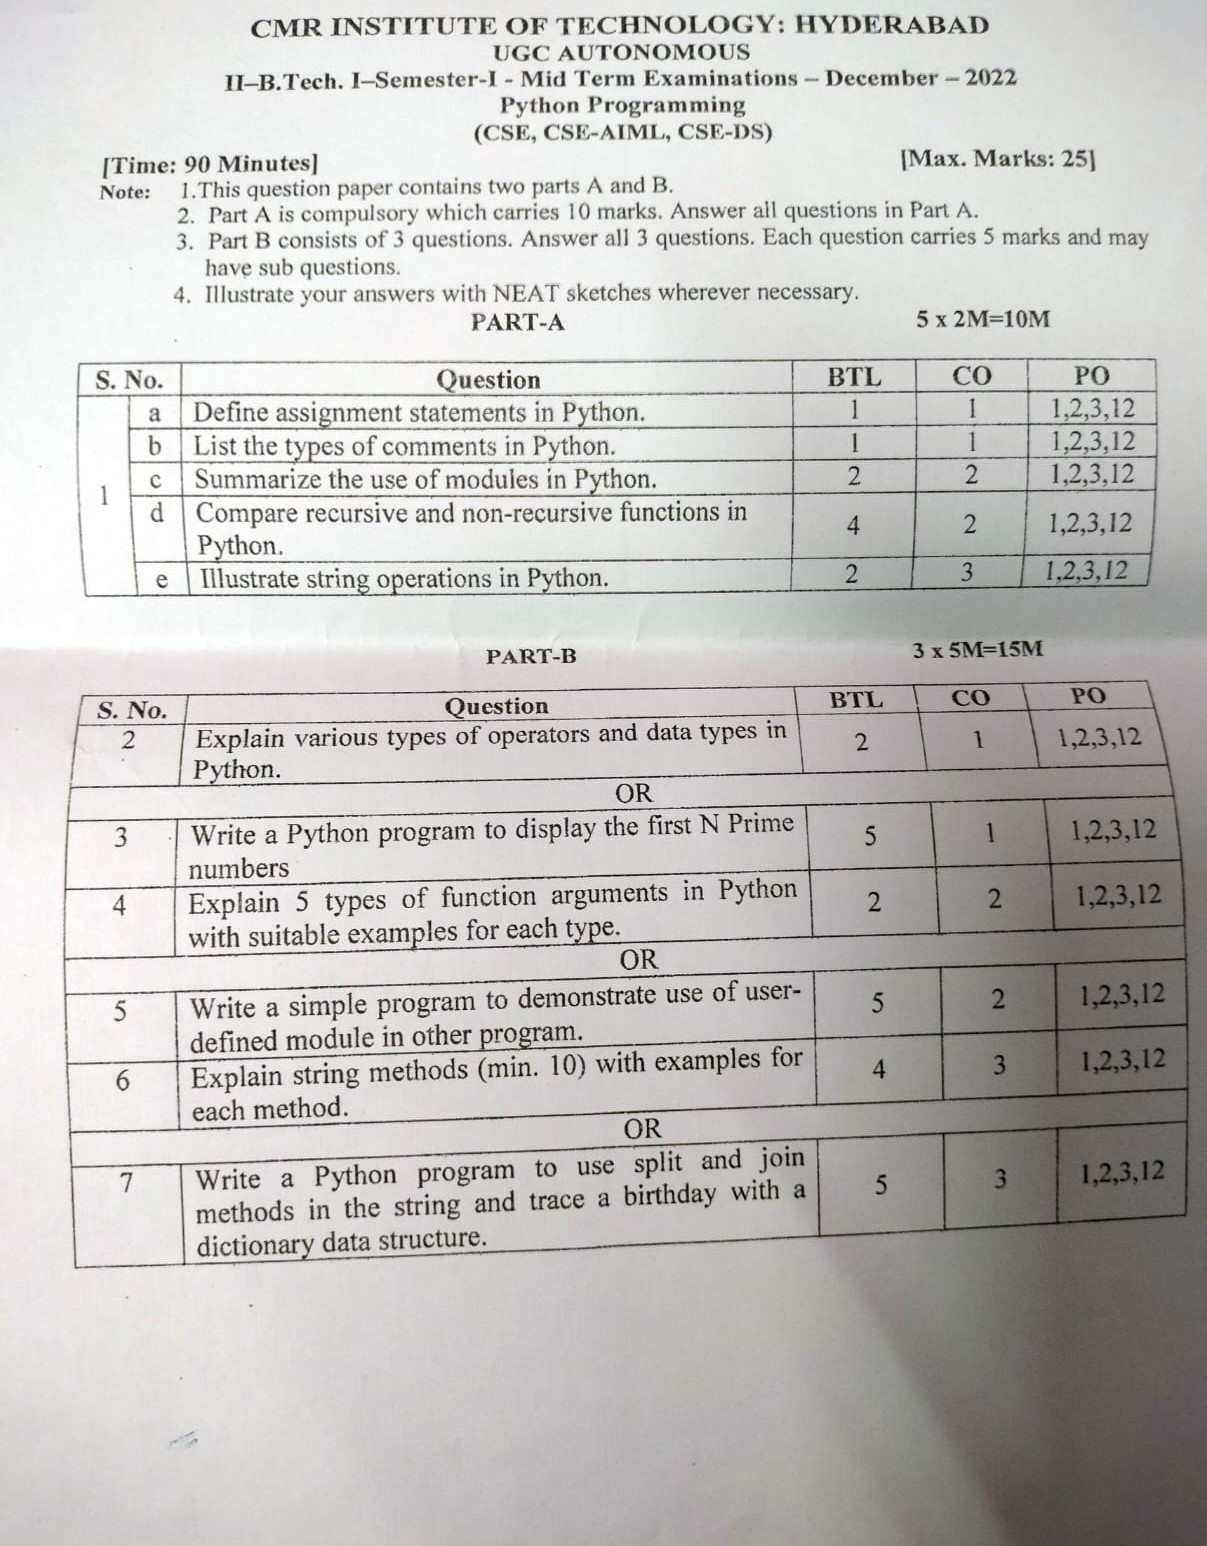 CMR INSTITUTE OF TECHNOLOGY: HYDERABAD
UGC AUTONOMOUS
II–B.Tech. I–Semester-I - Mid Term Examinations – December – 2022
Python Programming
(CSE, CSE-AIML, CSE-DS)
[Time: 90 Minutes] [Max. Marks: 25]
Note: 1.This question paper contains two parts A and B.
2. Part A is compulsory which carries 10 marks. Answer all questions in Part A.
3. Part B consists of 3 questions. Answer all 3 questions. Each question carries 5 marks and may
have sub questions.
4. Illustrate your answers with NEAT sketches wherever necessary.
PART-A 5 x 2M=10M
S. No. Question BTL CO PO
a Define assignment statements in Python. 1 1 1,2,3,12
b List the types of comments in Python. 1 1 1,2,3,12
1 c Summarize the use of modules in Python. 2 2 1,2,3,12
d Compare recursive and non-recursive functions in
Python. 4 2 1,2,3,12
e Illustrate string operations in Python. 2 3 1,2,3,12
PART-B 3 x 5M=15M
S. No. Question BTL CO PO
2 Explain various types of operators and data types in
Python. 2 1 1,2,3,12
OR
3 Write a Python program to display the first N Prime
numbers 5 1 1,2,3,12
4 Explain 5 types of function arguments in Python
with suitable examples for each type. 2 2 1,2,3,12
OR
5 Write a simple program to demonstrate use of user-
defined module in other program. 5 2 1,2,3,12
6 Explain string methods (min. 10) with examples for
each method. 4 3 1,2,3,12
OR
7 Write a Python program to use split and join
methods in the string and trace a birthday with a 5 3 1,2,3,12
dictionary data structure.